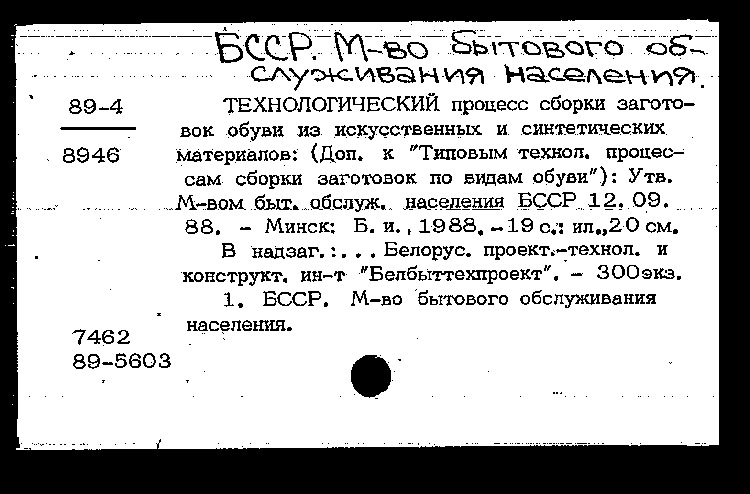 БССР. М-во бытового об-
служивания населения.
89-4
8946
ТЕХНОЛОГИЧЕСКИЙ процесс сборки загото-
вок обуви из искусственных и синтетических
материалов: (Доп. к "Типовым технол. процес-
сам сборки заготовок по видам обуви"): Утв.
М-вом быт. обслуж. населения БССР 12.09.
88. - Минск: Б. и., 1988. - 19 с.: ил., 20 см.
В надзаг.: ... Белорус. проект.-технол. и
конструкт. ин-т "Белбыттехпроект". - 300экз.
1. БССР. М-во бытового обслуживания
населения.
7462
89-5603